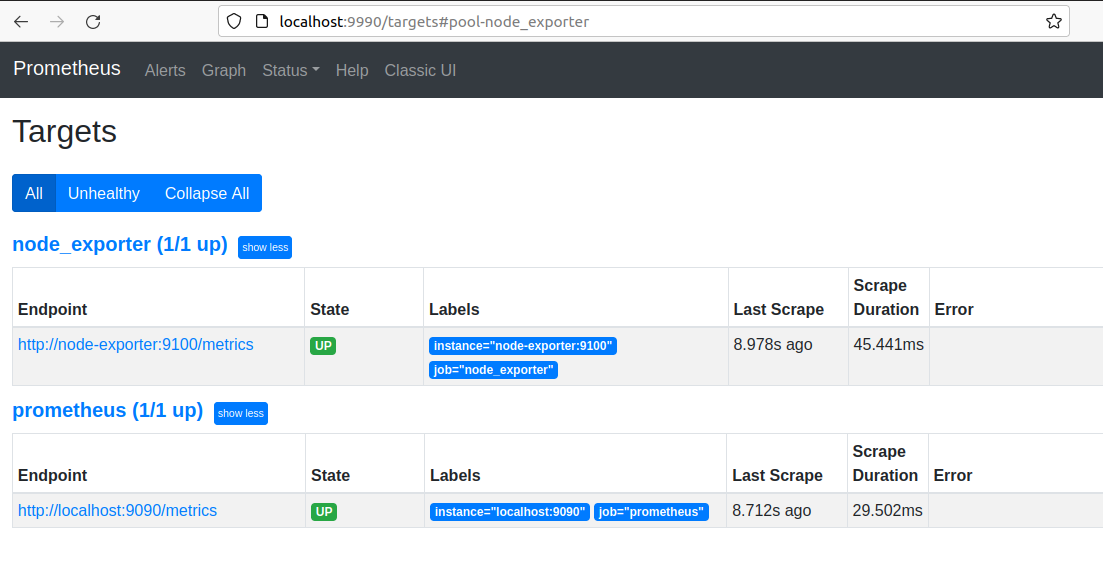 localhost:9990/targets#pool-node_exporter
Prometheus Alerts Graph Status Help Classic UI
Targets
All Unhealthy Collapse All
node_exporter (1/1 up) show less
Endpoint State Labels Last Scrape Scrape Duration Error
http://node-exporter:9100/metrics UP instance="node-exporter:9100" 8.978s ago 45.441ms
job="node_exporter"
prometheus (1/1 up) show less
Endpoint State Labels Last Scrape Scrape Duration Error
http://localhost:9090/metrics UP instance="localhost:9090" job="prometheus" 8.712s ago 29.502ms